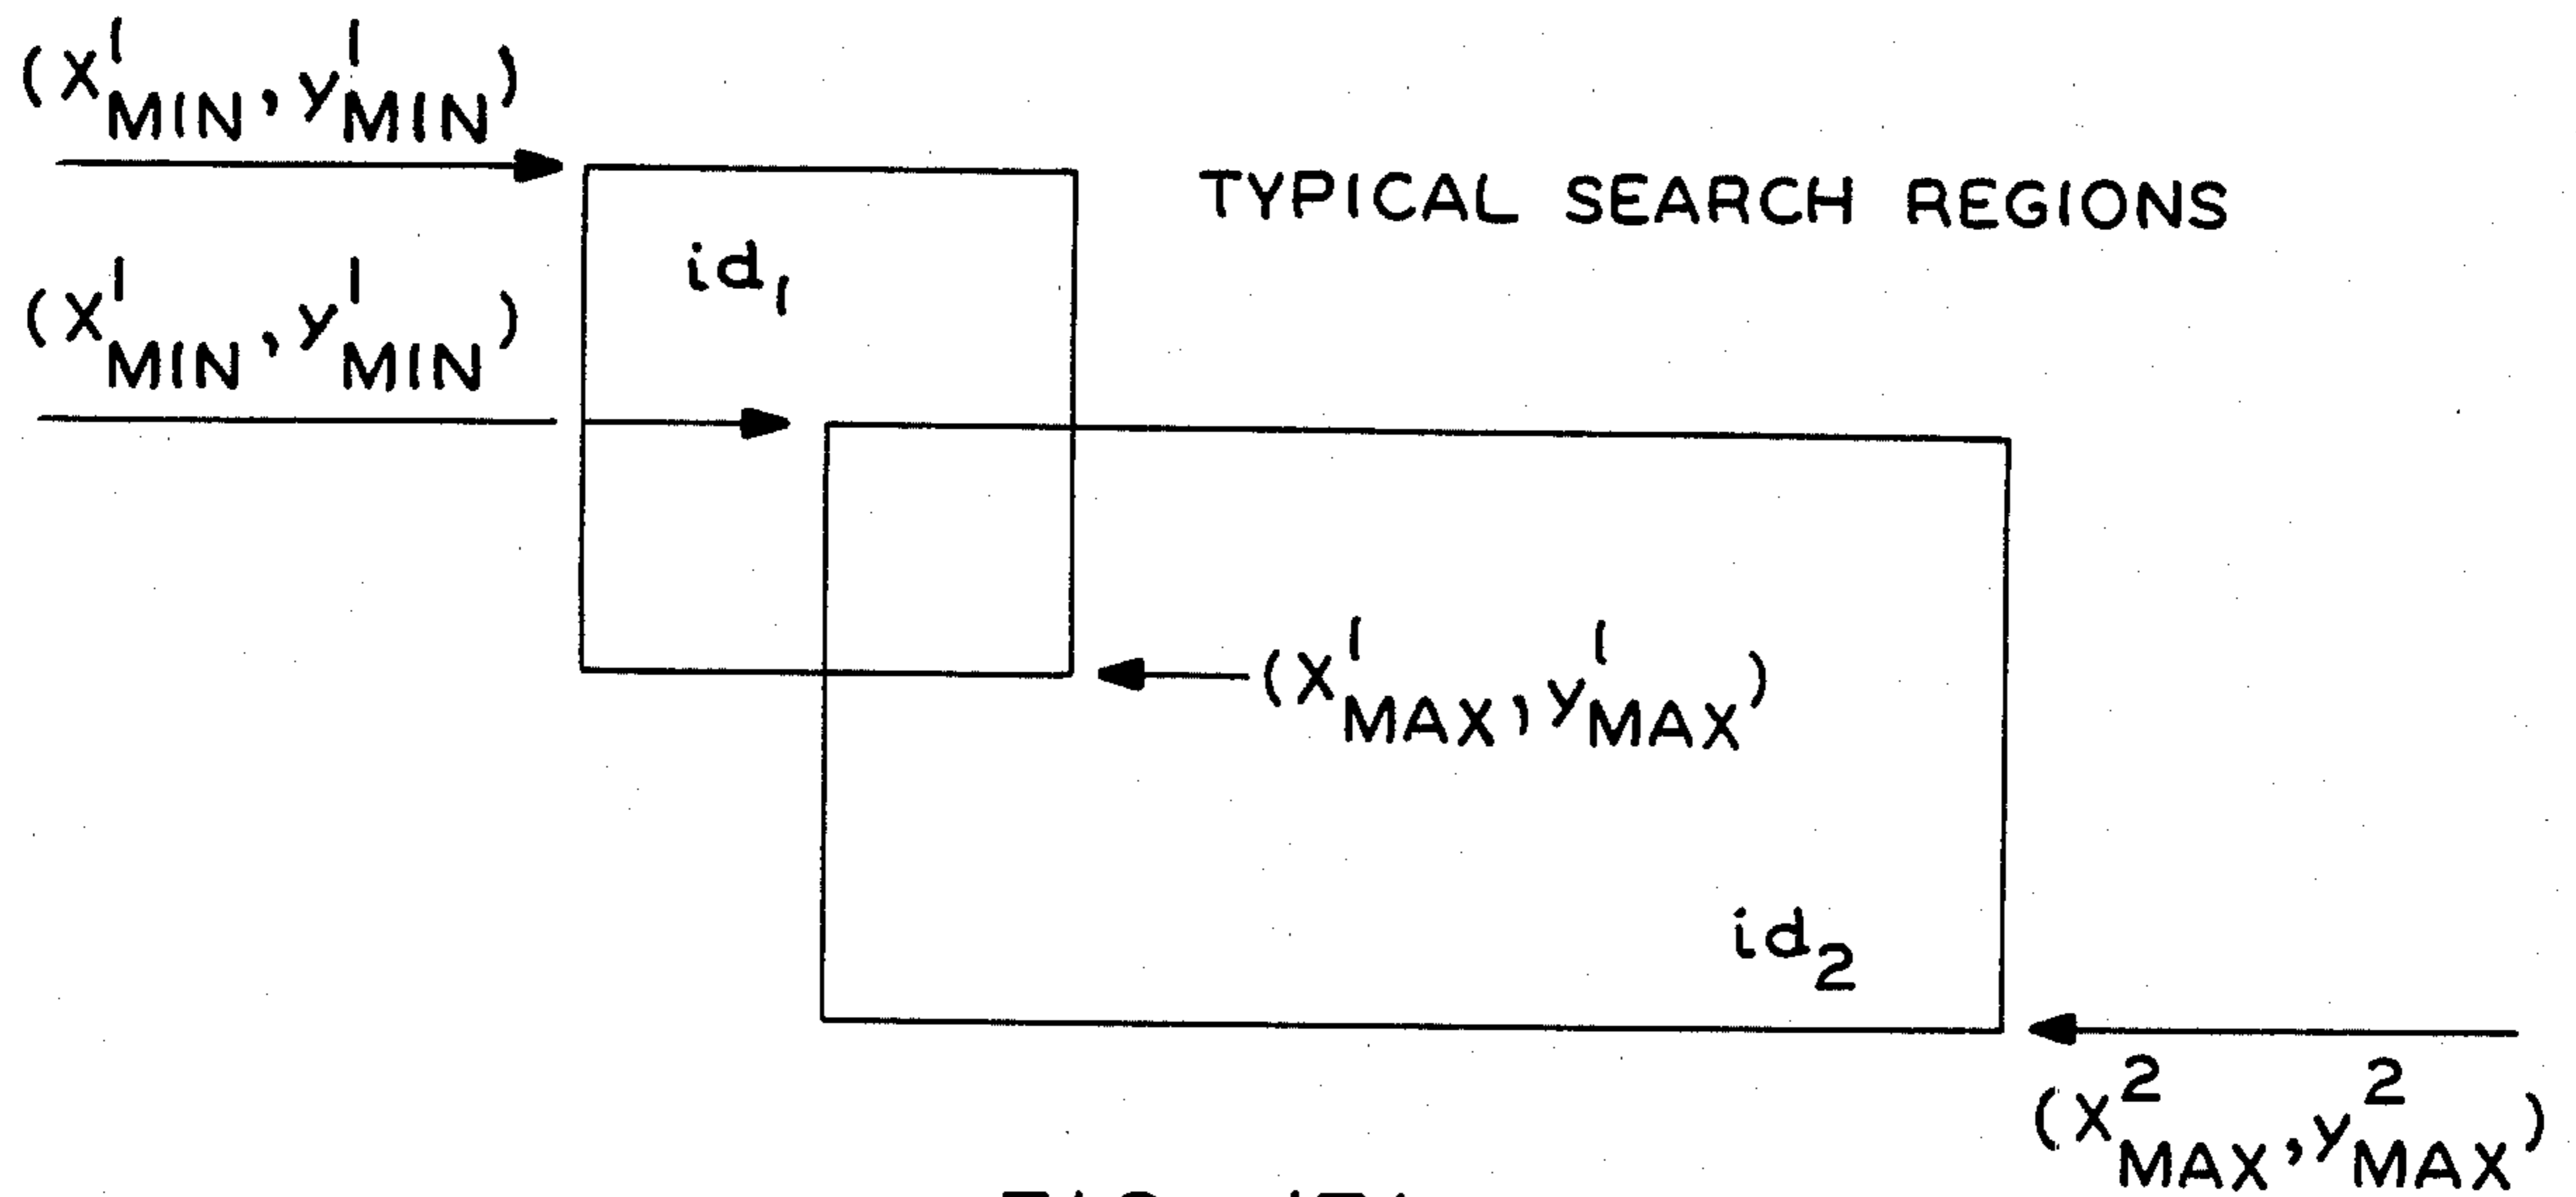 (x¹MIN, y¹MIN)
TYPICAL SEARCH REGIONS
id₁
(x¹MIN, y¹MIN)
(x¹MAX, y¹MAX)
id₂
(x²MAX, y²MAX)